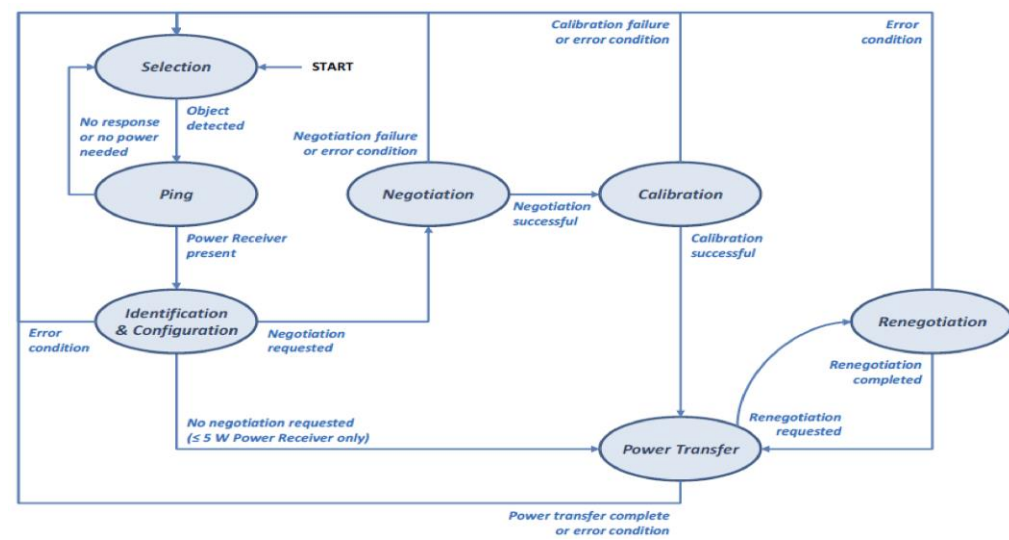 Calibration failure
or error condition
Error
condition
Selection
START
No response
or no power
needed
Object
detected
Negotiation failure
or error condition
Ping
Negotiation
Negotiation
successful
Calibration
Power Receiver
present
Calibration
successful
Identification
& Configuration
Error
condition
Negotiation
requested
Renegotiation
Renegotiation
completed
No negotiation requested
(≤ 5 W Power Receiver only)
Renegotiation
requested
Power Transfer
Power transfer complete
or error condition